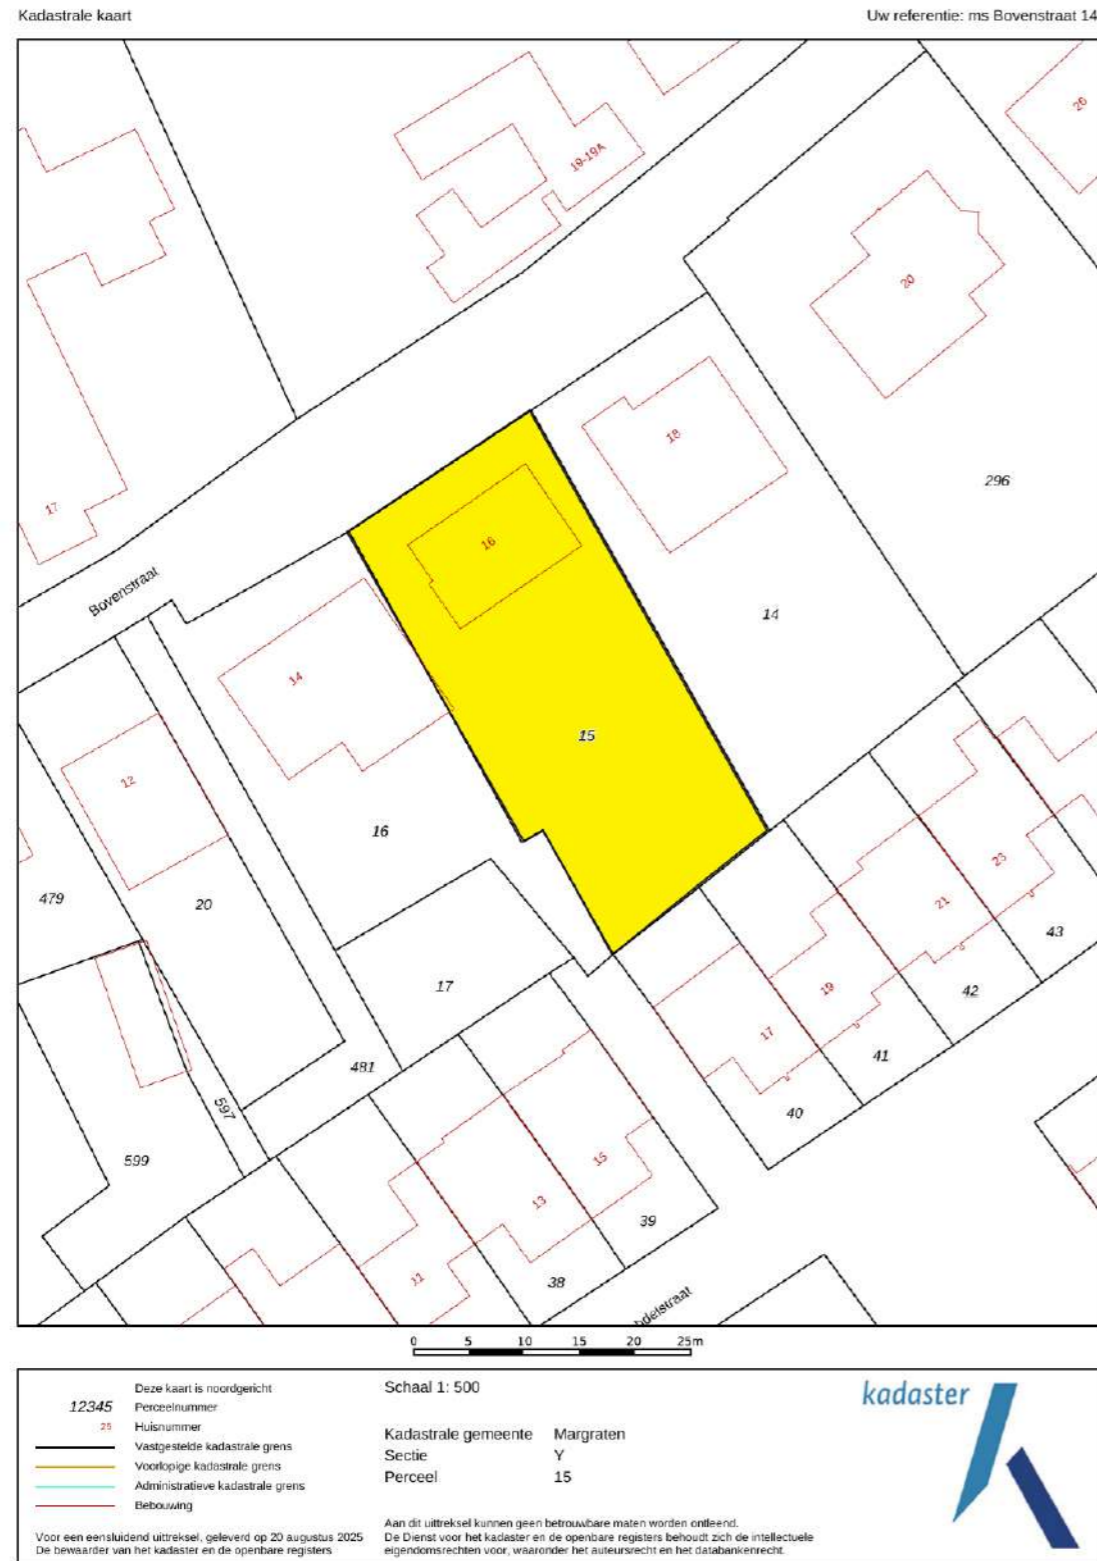 Kadastrale kaart
Uw referentie: ms Bovenstraat 14
26
19-19A
20
17
18
296
16
Bovenstraat
14
14
15
12
16
23
479
20
21
43
17
19
42
17
481
41
597
40
599
15
13
39
11
38
0 5 10 15 20 25m
Deze kaart is noordgericht
12345 Perceelnummer
25 Huisnummer
Vastgestelde kadastrale grens
Voorlopige kadastrale grens
Administratieve kadastrale grens
Bebouwing
Voor een eensluidend uittreksel, geleverd op 20 augustus 2025
De bewaarder van het kadaster en de openbare registers
Schaal 1: 500
Kadastrale gemeente Margraten
Sectie Y
Perceel 15
Aan dit uittreksel kunnen geen betrouwbare maten worden ontleend.
De Dienst voor het kadaster en de openbare registers behoudt zich de intellectuele
eigendomsrechten voor, waaronder het auteursrecht en het databankenrecht.
kadaster